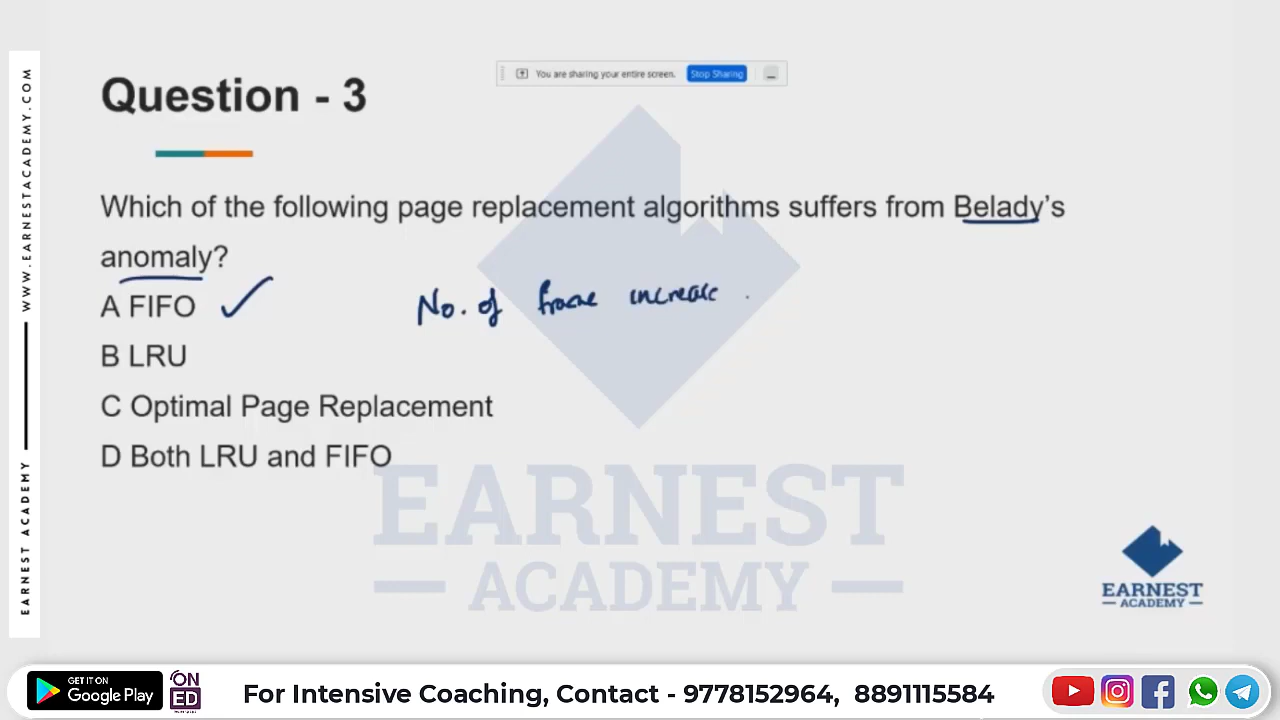 You are sharing your entire screen. Stop Sharing
Question - 3
Which of the following page replacement algorithms suffers from Belady's
anomaly?
A FIFO
No. of frame increase
B LRU
C Optimal Page Replacement
D Both LRU and FIFO
EARNEST
ACADEMY
EARNEST
ACADEMY
EARNEST ACADEMY WWW.EARNESTACADEMY.COM
GET IT ON
Google Play
ON
ED
For Intensive Coaching, Contact - 9778152964, 8891115584